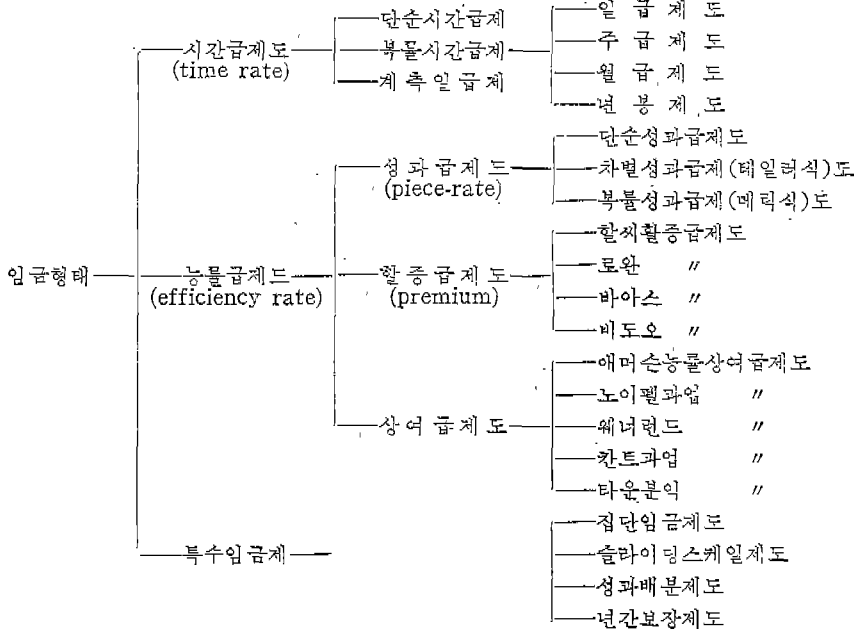 일급제도
단순시간급제
주급제도
시간급제도
복률시간급제
(time rate)
월급제도
계측일급제
년봉제도
단순성과급제도
성과급제도
차별성과급제(테일러식)도
(piece-rate)
복률성과급제(메릭식)도
할씨활증급제도
로완 〃
임금형태
능률급제도
할증급제도
(efficiency rate)
(premium)
바아스 〃
비도오 〃
애머슨능률상여급제도
노이펠과업 〃
상여급제도
웨너런드 〃
칸트과업 〃
타운분익 〃
집단임금제도
특수임금제
슬라이딩스케일제도
성과배분제도
년간보장제도